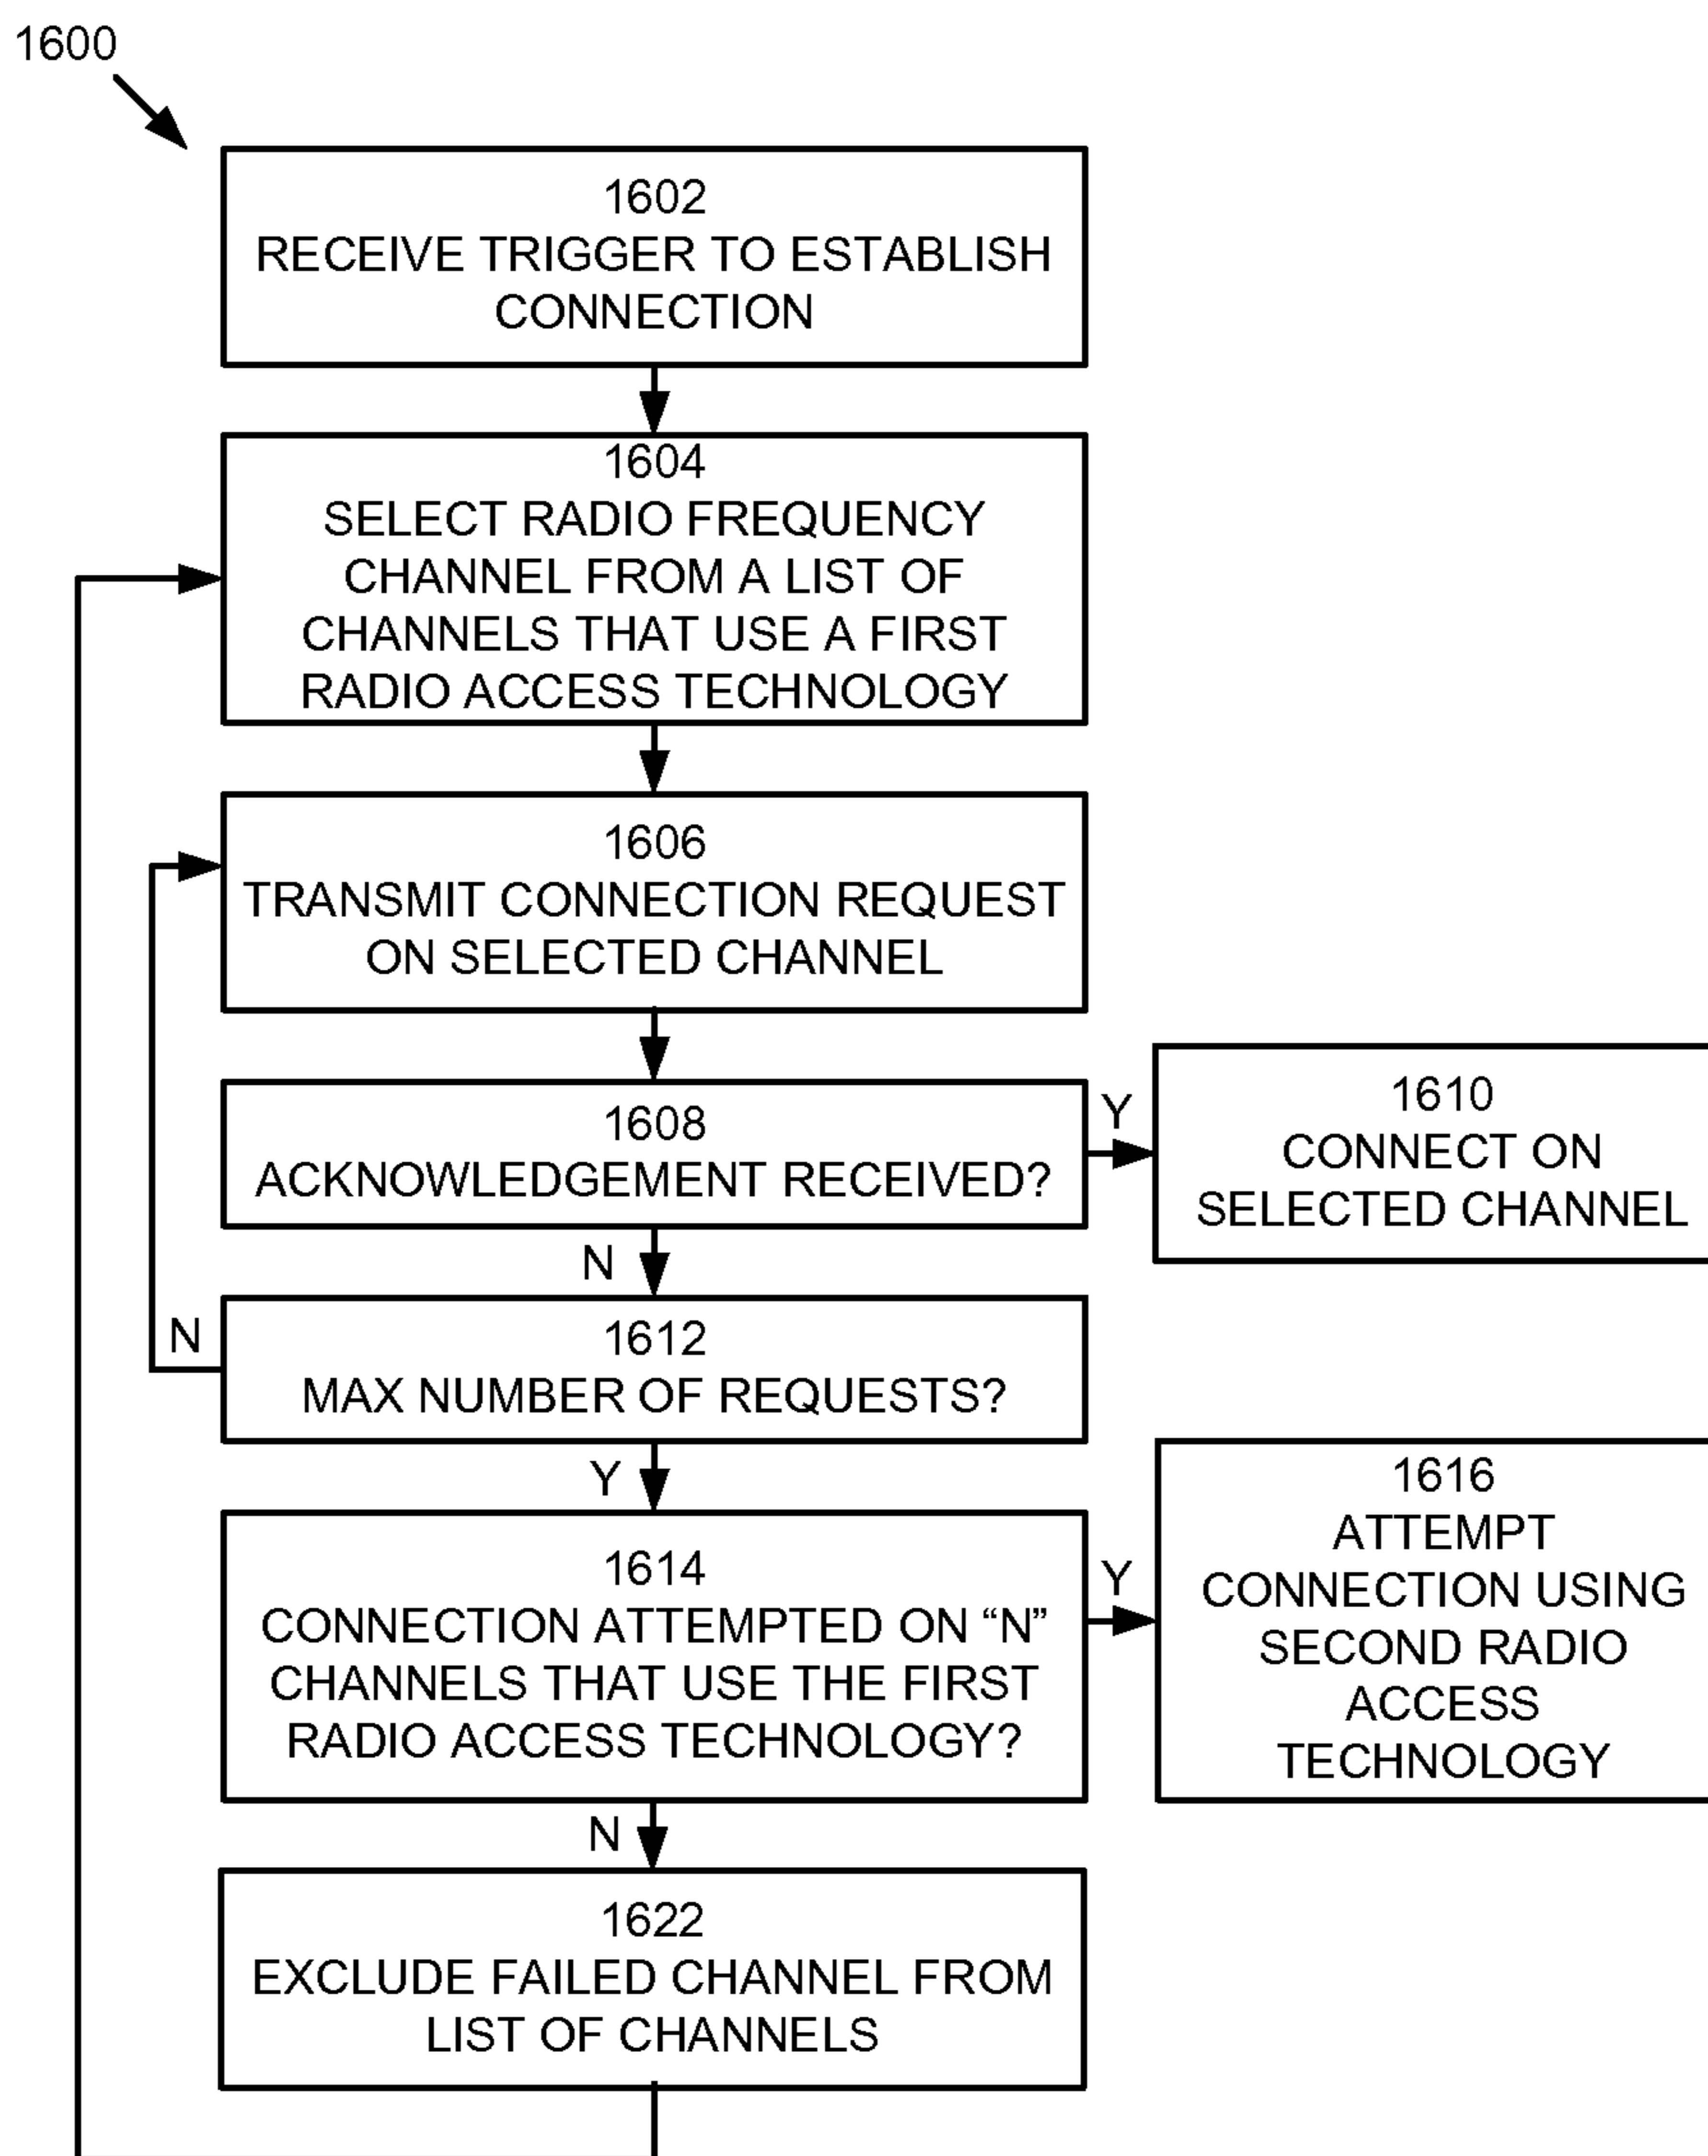 1600
1602
RECEIVE TRIGGER TO ESTABLISH
CONNECTION
1604
SELECT RADIO FREQUENCY
CHANNEL FROM A LIST OF
CHANNELS THAT USE A FIRST
RADIO ACCESS TECHNOLOGY
1606
TRANSMIT CONNECTION REQUEST
ON SELECTED CHANNEL
1608
ACKNOWLEDGEMENT RECEIVED?
Y
1610
CONNECT ON
SELECTED CHANNEL
N
N
1612
MAX NUMBER OF REQUESTS?
Y
1614
CONNECTION ATTEMPTED ON “N”
CHANNELS THAT USE THE FIRST
RADIO ACCESS TECHNOLOGY?
Y
1616
ATTEMPT
CONNECTION USING
SECOND RADIO
ACCESS
TECHNOLOGY
N
1622
EXCLUDE FAILED CHANNEL FROM
LIST OF CHANNELS